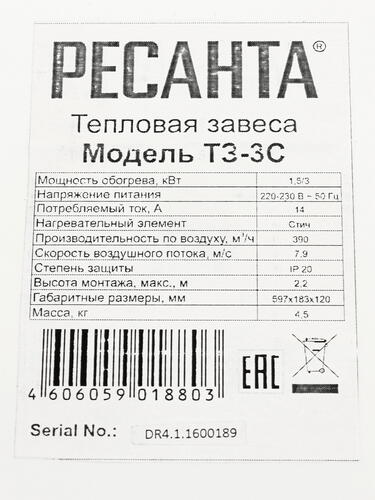 РЕСАНТА®
Тепловая завеса
Модель ТЗ-3С
Мощность обогрева, кВт 1,5/3
Напряжение питания 220-230 В ~ 50 Гц
Потребляемый ток, А 14
Нагревательный элемент Стич
Производительность по воздуху, м³/ч 390
Скорость воздушного потока, м/с 7,9
Степень защиты IP 20
Высота монтажа, макс., м 2,2
Габаритные размеры, мм 597x183x120
Масса, кг 4,5
EAC
4 606059 018803
Serial No.: DR4.1.1600189